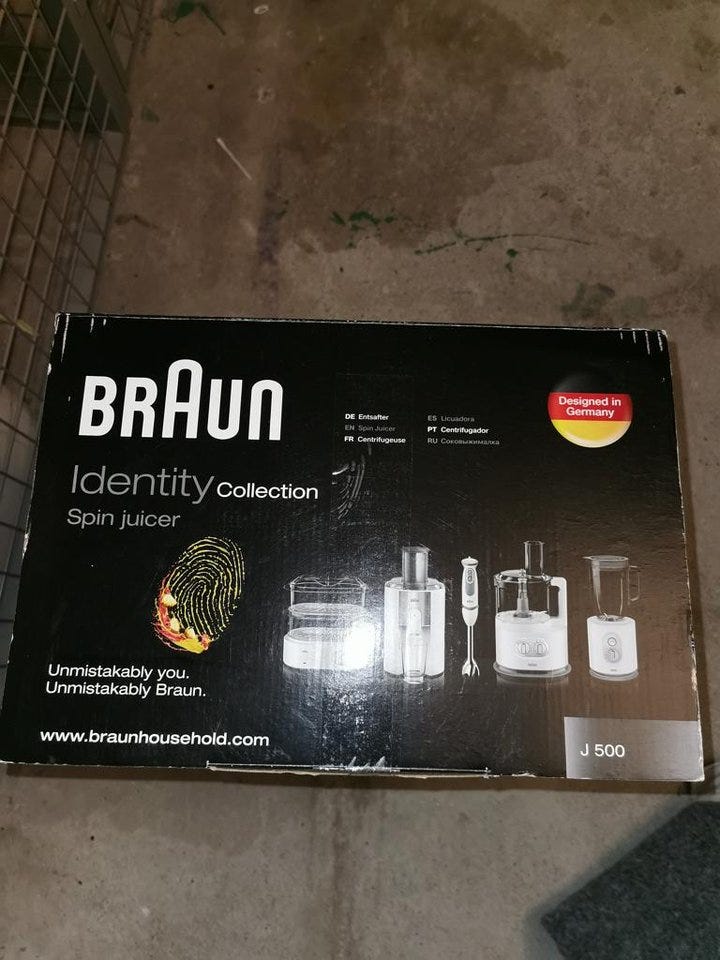 BRAUN
Identity Collection
Spin juicer
DE Entsafter
EN Spin Juicer
FR Centrifugeuse
ES Licuadora
PT Centrifugador
RU Соковыжималка
Designed in
Germany
Unmistakably you.
Unmistakably Braun.
www.braunhousehold.com
J 500